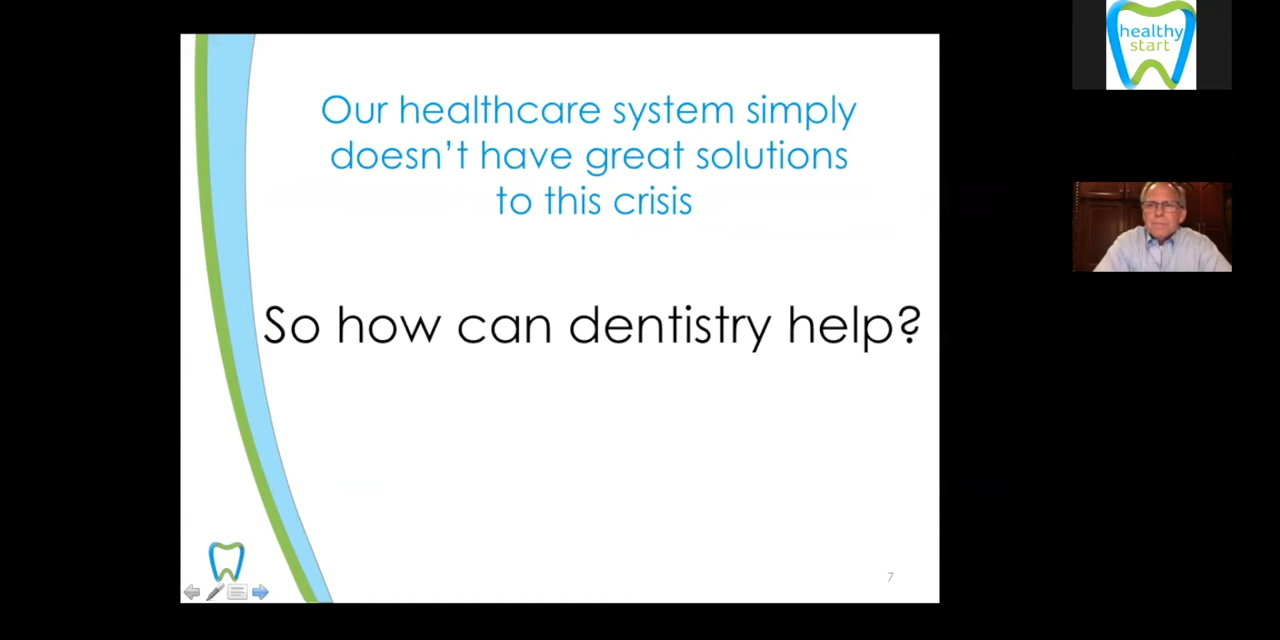 Our healthcare system simply
doesn't have great solutions
to this crisis
So how can dentistry help?
7
healthy
start